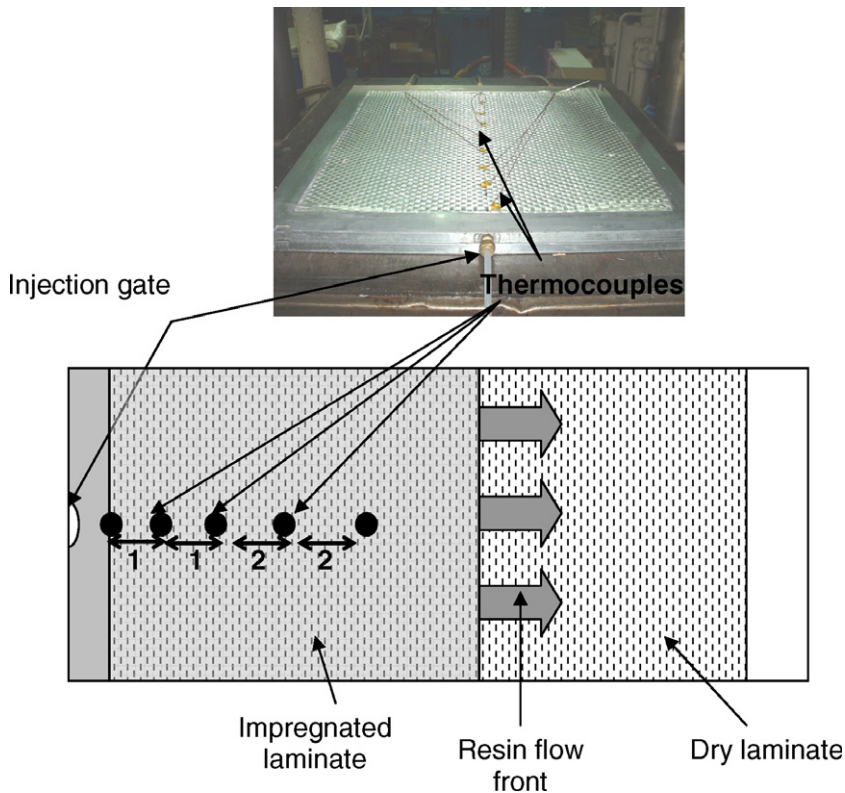 Injection gate
Thermocouples
1 1 2 2
Impregnated
laminate
Resin flow
front
Dry laminate